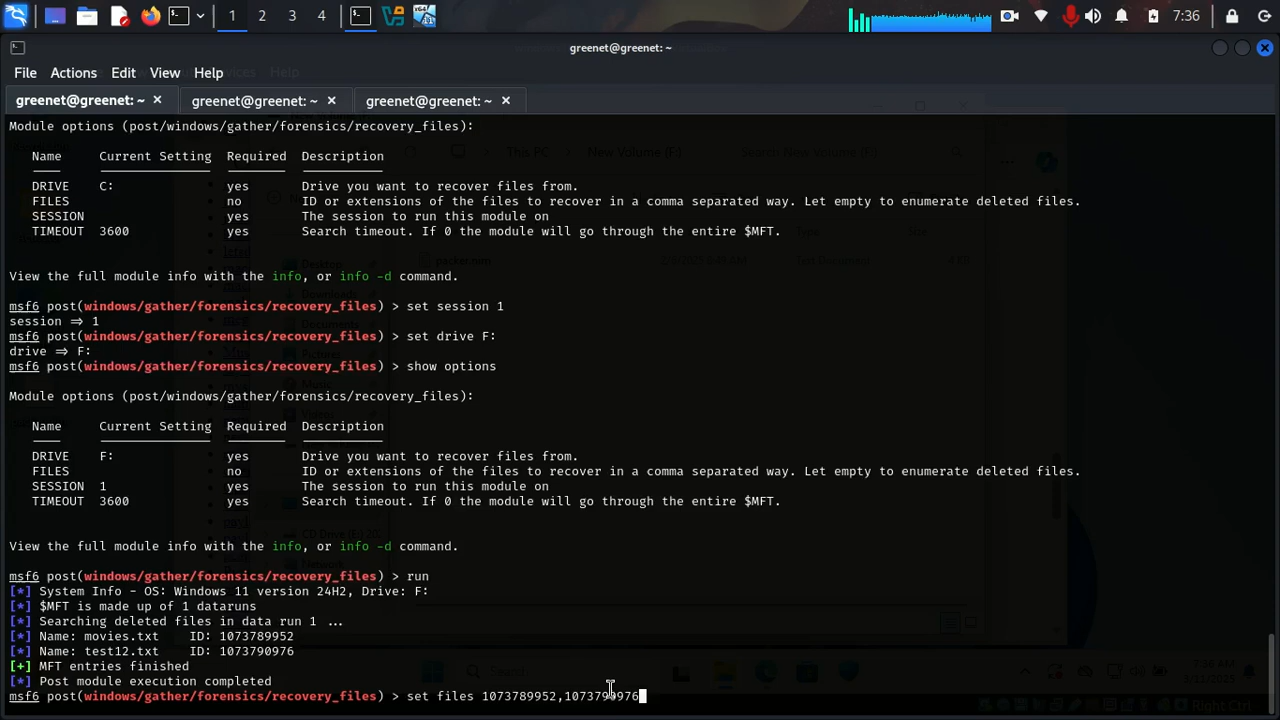 1 2 3 4 7:36
greenet@greenet: ~
File Actions Edit View Help
greenet@greenet: ~ greenet@greenet: ~ greenet@greenet: ~
Module options (post/windows/gather/forensics/recovery_files):
Name Current Setting Required Description
DRIVE C: yes Drive you want to recover files from.
FILES no ID or extensions of the files to recover in a comma separated way. Let empty to enumerate deleted files.
SESSION yes The session to run this module on
TIMEOUT 3600 yes Search timeout. If 0 the module will go through the entire $MFT.
View the full module info with the info, or info -d command.
msf6 post(windows/gather/forensics/recovery_files) > set session 1
session => 1
msf6 post(windows/gather/forensics/recovery_files) > set drive F:
drive => F:
msf6 post(windows/gather/forensics/recovery_files) > show options
Module options (post/windows/gather/forensics/recovery_files):
Name Current Setting Required Description
DRIVE F: yes Drive you want to recover files from.
FILES no ID or extensions of the files to recover in a comma separated way. Let empty to enumerate deleted files.
SESSION 1 yes The session to run this module on
TIMEOUT 3600 yes Search timeout. If 0 the module will go through the entire $MFT.
View the full module info with the info, or info -d command.
msf6 post(windows/gather/forensics/recovery_files) > run
[*] System Info - OS: Windows 11 version 24H2, Drive: F:
[*] $MFT is made up of 1 dataruns
[*] Searching deleted files in data run 1 ...
[*] Name: movies.txt ID: 1073789952
[*] Name: test12.txt ID: 1073790976
[+] MFT entries finished
[*] Post module execution completed
msf6 post(windows/gather/forensics/recovery_files) > set files 1073789952,1073790976